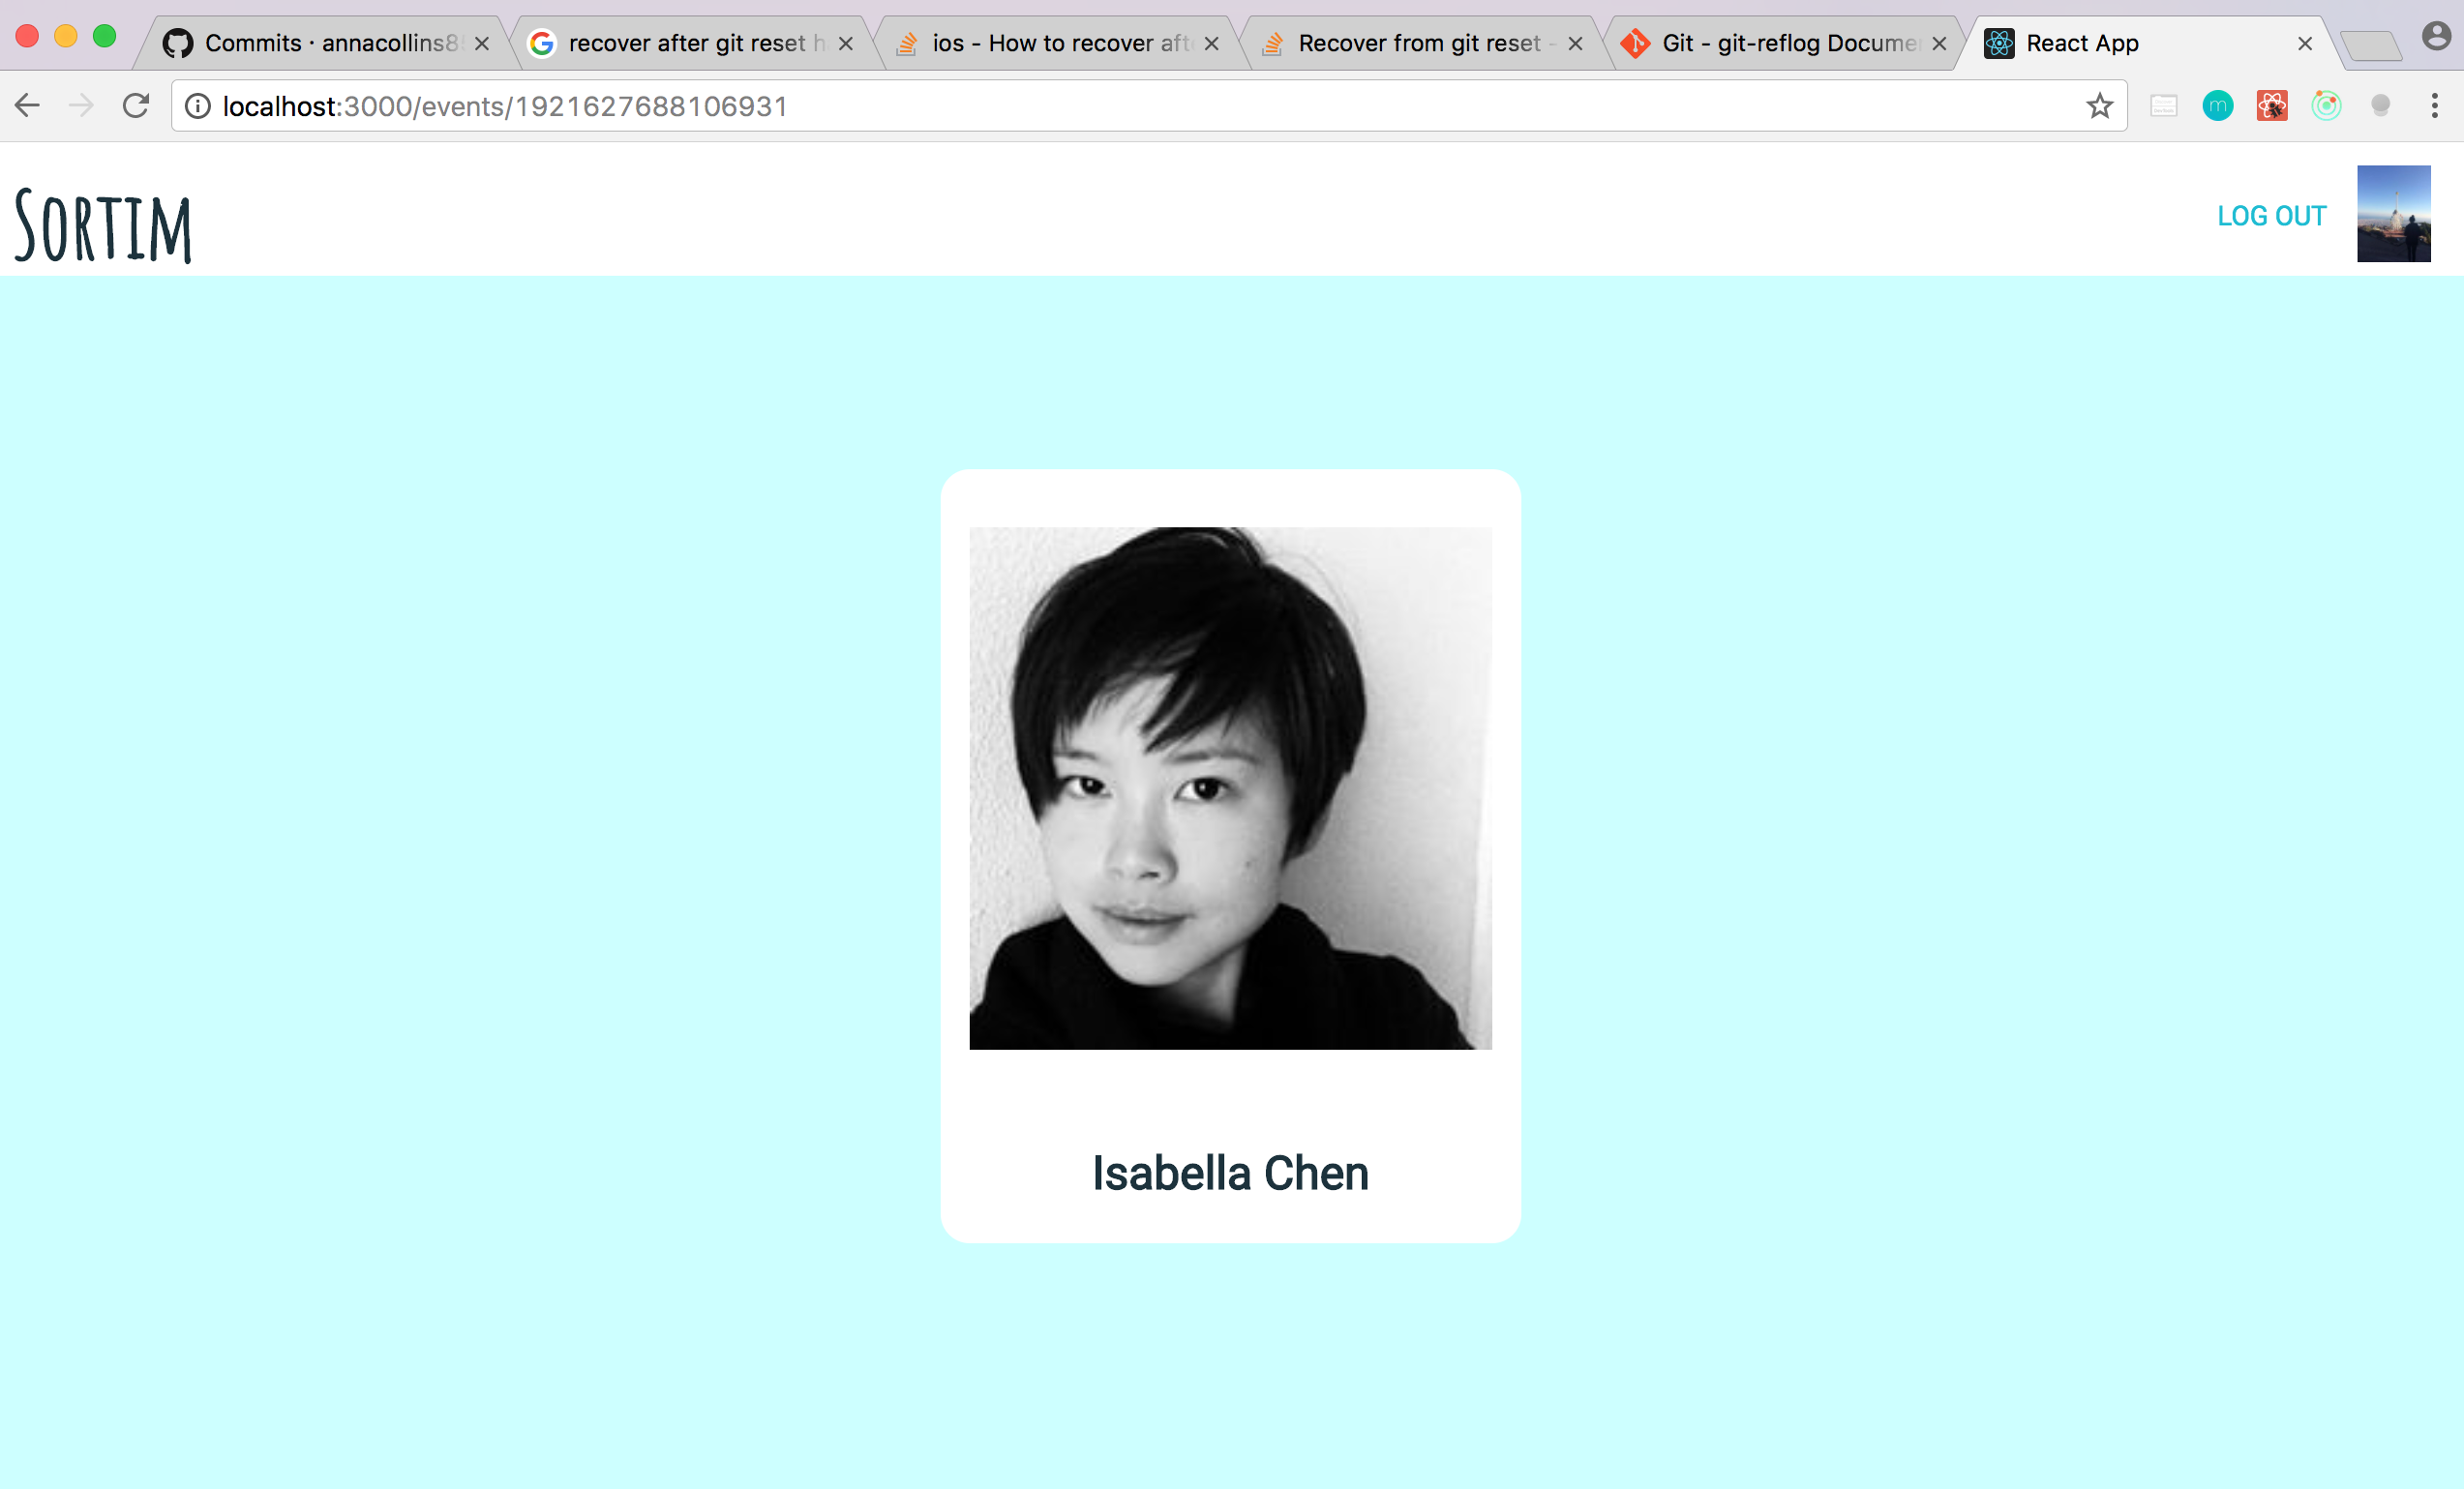 Commits · annacollins8
recover after git reset h
ios - How to recover aft
Recover from git reset -
Git - git-reflog Docume
React App
localhost:3000/events/1921627688106931
SORTIM
LOG OUT
Isabella Chen